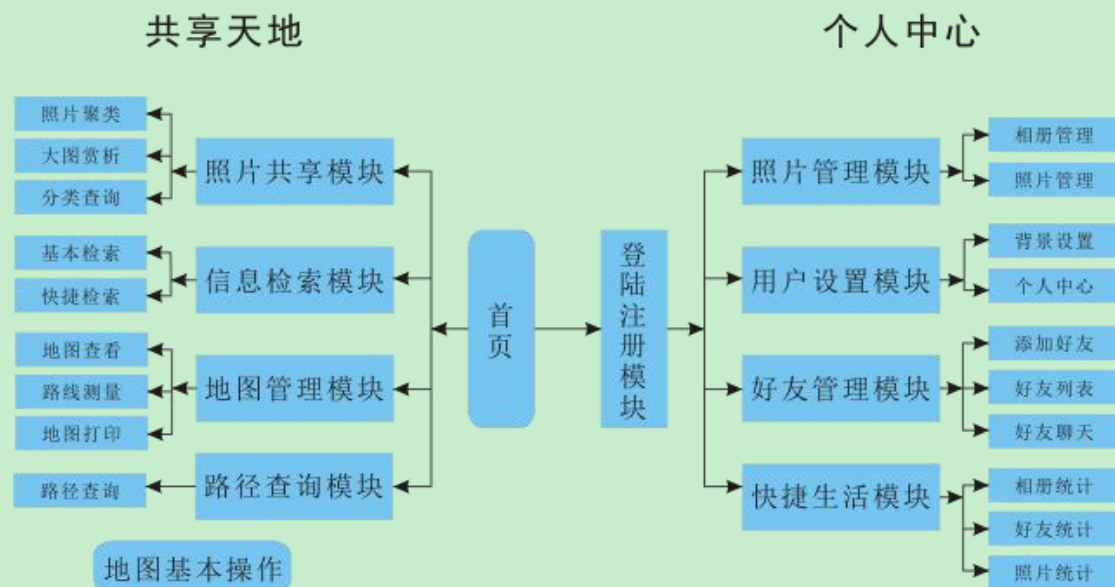 共享天地
个人中心
照片聚类
大图赏析
分类查询
照片共享模块
基本检索
快捷检索
信息检索模块
地图查看
路线测量
地图打印
地图管理模块
路径查询
路径查询模块
地图基本操作
首页
登陆注册模块
照片管理模块
相册管理
照片管理
用户设置模块
背景设置
个人中心
好友管理模块
添加好友
好友列表
好友聊天
快捷生活模块
相册统计
好友统计
照片统计